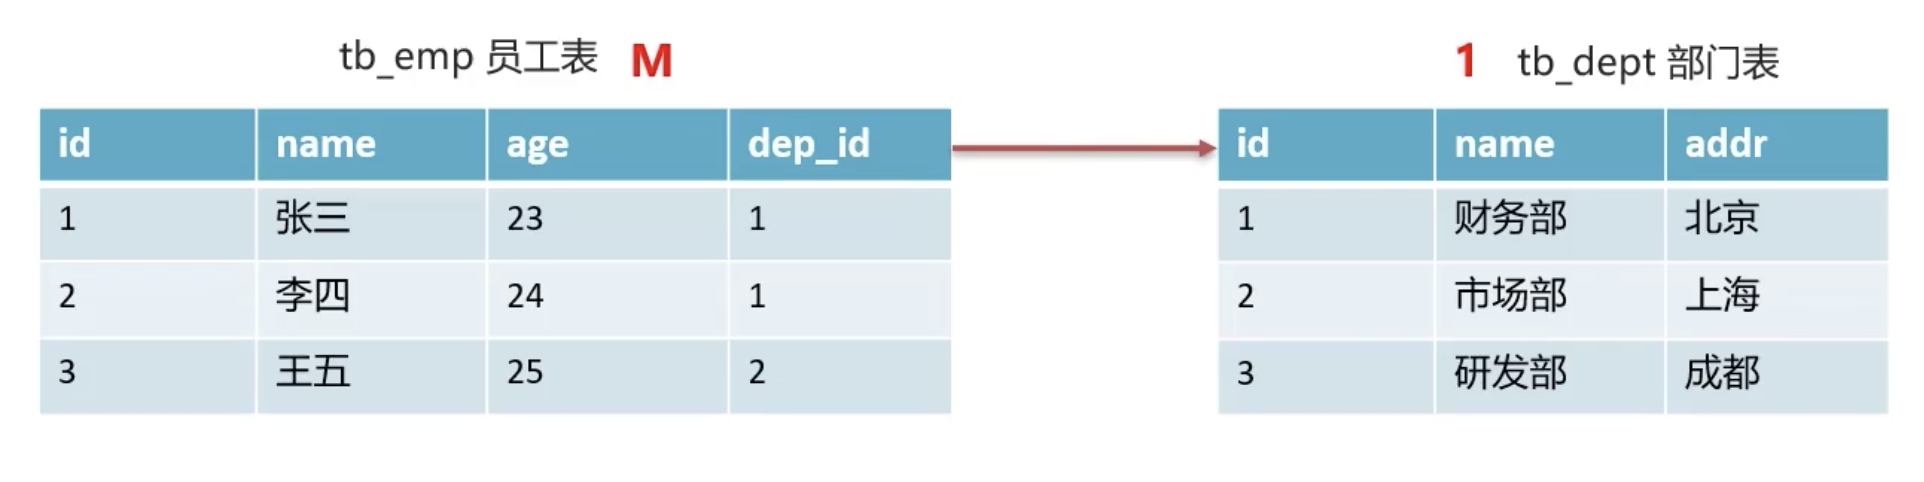 tb_emp 员工表 M
id name age dep_id
1 张三 23 1
2 李四 24 1
3 王五 25 2
1 tb_dept 部门表
id name addr
1 财务部 北京
2 市场部 上海
3 研发部 成都